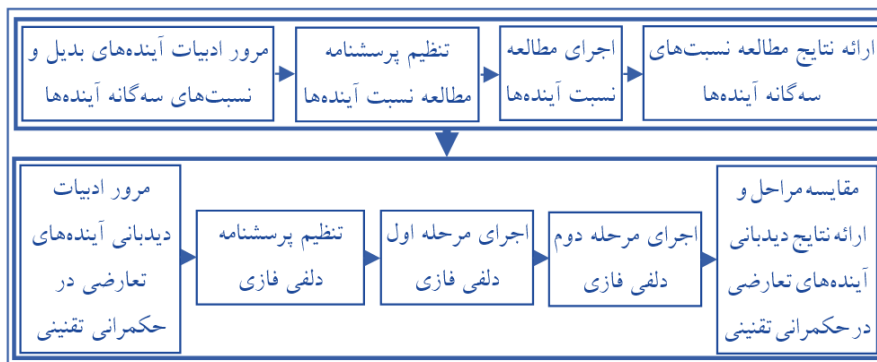 مرور ادبیات آینده‌های بدیل و
نسبت‌های سه‌گانه آینده‌ها
تنظیم پرسشنامه
مطالعه نسبت آینده‌ها
اجرای مطالعه
نسبت آینده‌ها
ارائه نتایج مطالعه نسبت‌های
سه‌گانه آینده‌ها
مرور ادبیات
دیدبانی آینده‌های
تعارضی در
حکمرانی تقنینی
تنظیم پرسشنامه
دلفی فازی
اجرای مرحله اول
دلفی فازی
اجرای مرحله دوم
دلفی فازی
مقایسه مراحل و
ارائه نتایج دیدبانی
آینده‌های تعارضی
در حکمرانی تقنینی